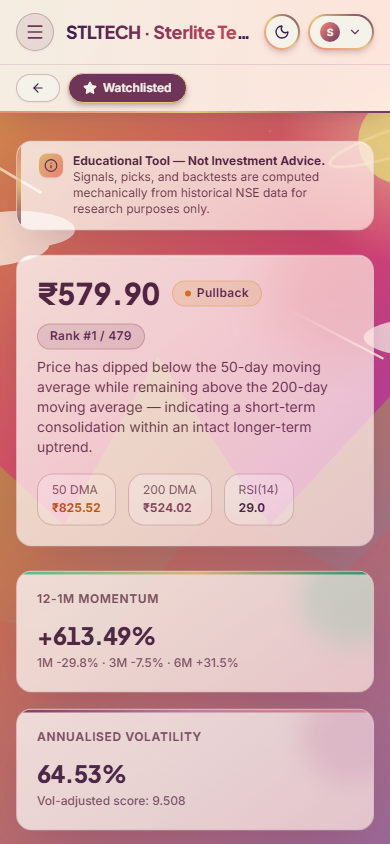 STLTECH · Sterlite Te...
S
Watchlisted
Educational Tool — Not Investment Advice.
Signals, picks, and backtests are computed
mechanically from historical NSE data for
research purposes only.
₹579.90
Pullback
Rank #1 / 479
Price has dipped below the 50-day moving
average while remaining above the 200-day
moving average — indicating a short-term
consolidation within an intact longer-term
uptrend.
50 DMA
₹825.52
200 DMA
₹524.02
RSI(14)
29.0
12-1M MOMENTUM
+613.49%
1M -29.8% · 3M -7.5% · 6M +31.5%
ANNUALISED VOLATILITY
64.53%
Vol-adjusted score: 9.508